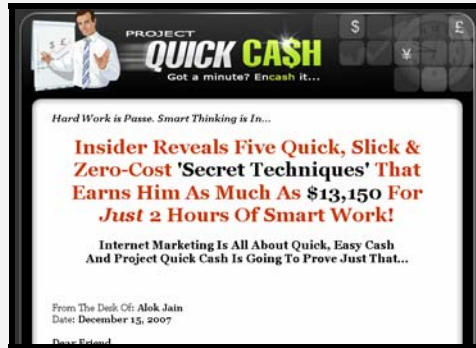 PROJECT
QUICK CA$H
Got a minute? Encash it...
$ £
¥
$ £
Hard Work is Passe. Smart Thinking is In...
Insider Reveals Five Quick, Slick &
Zero-Cost 'Secret Techniques' That
Earns Him As Much As $13,150 For
Just 2 Hours Of Smart Work!
Internet Marketing Is All About Quick, Easy Cash
And Project Quick Cash Is Going To Prove Just That...
From The Desk Of: Alok Jain
Date: December 15, 2007
Dear Friend